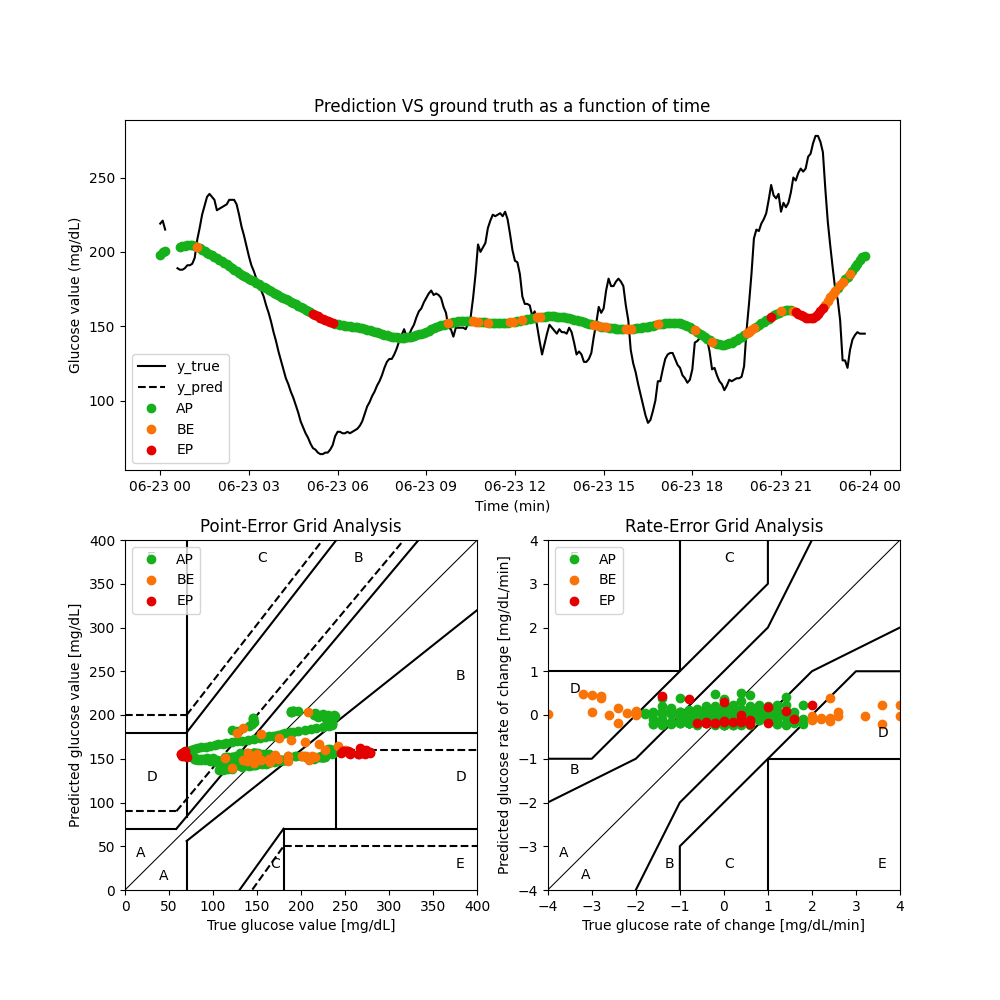 Prediction VS ground truth as a function of time
Glucose value (mg/dL)
250
200
150
100
y_true
y_pred
AP
BE
EP
06-23 00 06-23 03 06-23 06 06-23 09 06-23 12 06-23 15 06-23 18 06-23 21 06-24 00
Time (min)
Point-Error Grid Analysis
Predicted glucose value [mg/dL]
400
350
300
250
200
150
100
50
0
AP
BE
EP
C
B
B
D
D
A
A
C
E
0 50 100 150 200 250 300 350 400
True glucose value [mg/dL]
Rate-Error Grid Analysis
Predicted glucose rate of change [mg/dL/min]
4
3
2
1
0
−1
−2
−3
−4
AP
BE
EP
C
D
D
B
A
A
B
C
E
−4 −3 −2 −1 0 1 2 3 4
True glucose rate of change [mg/dL/min]